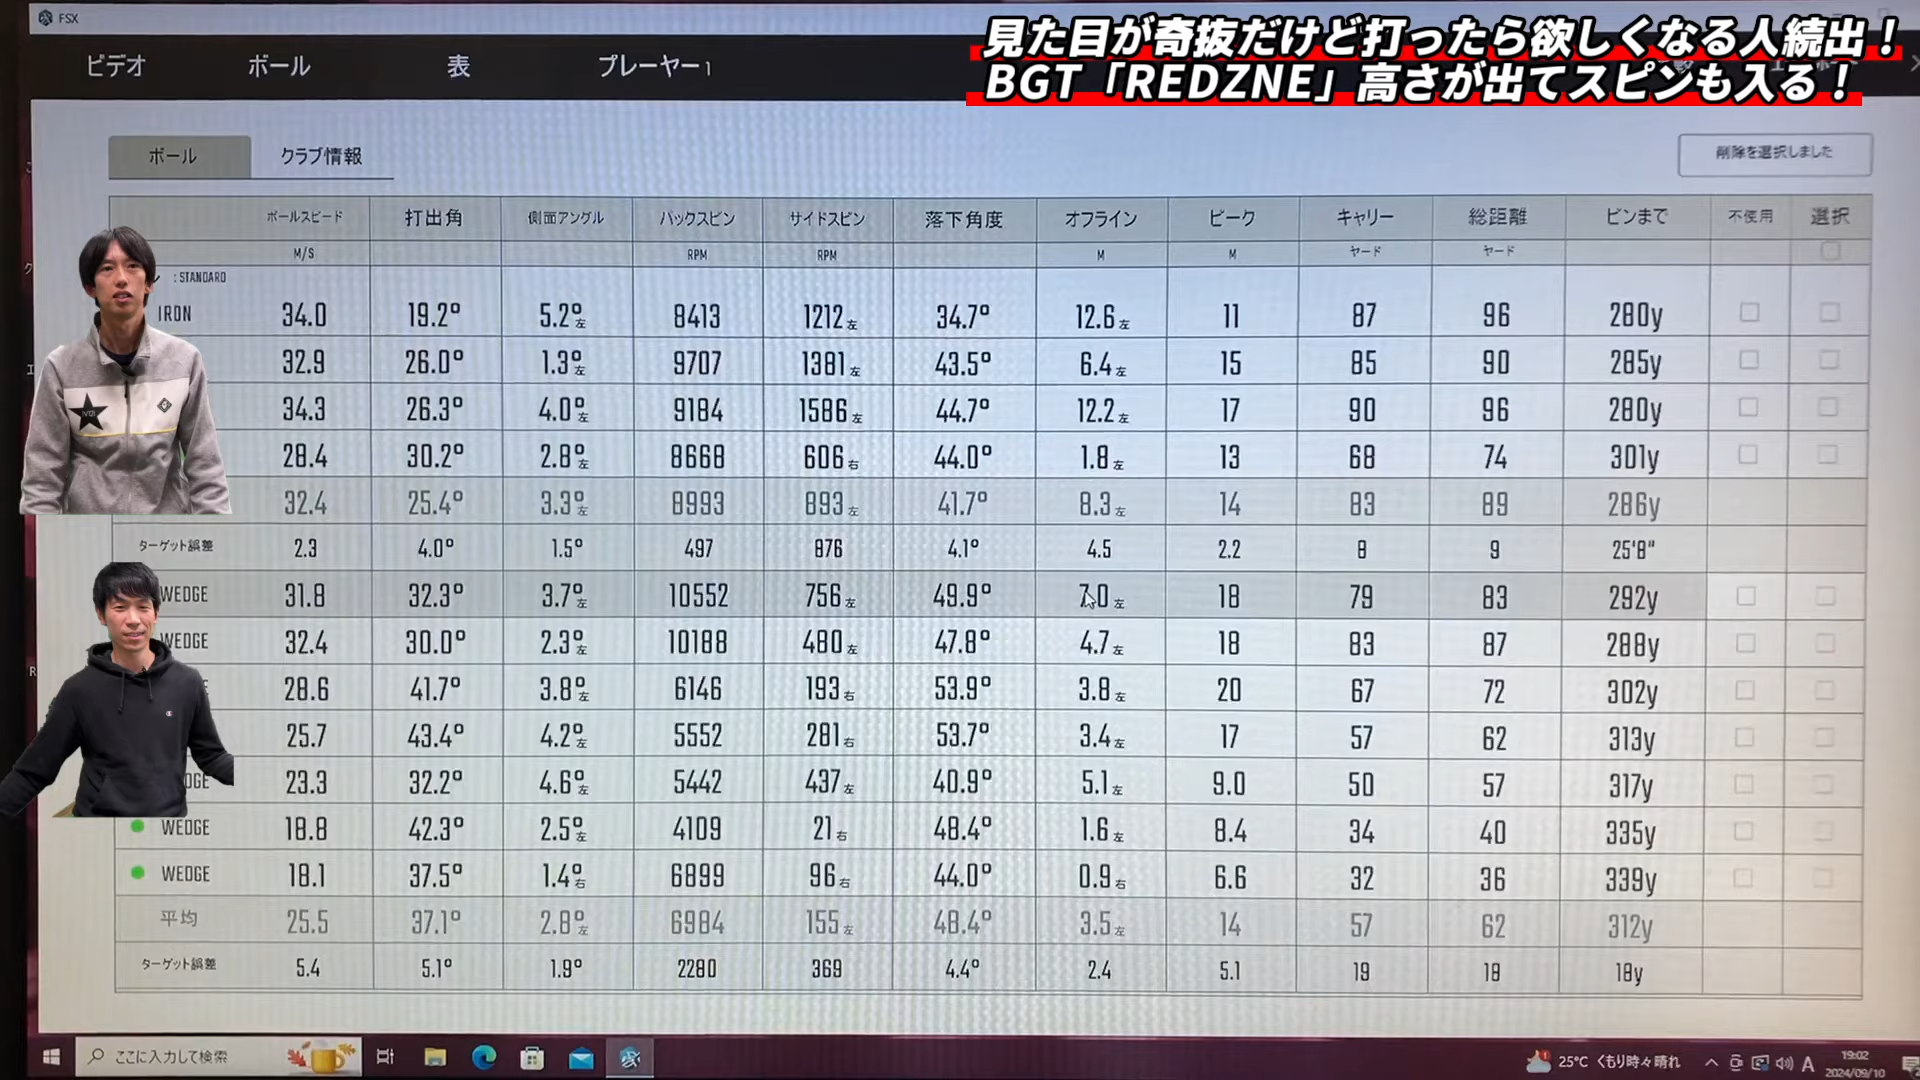 FSX
見た目が奇抜だけど打ったら欲しくなる人続出！
BGT「REDZNE」高さが出てスピンも入る！
ビデオ ボール 表 プレーヤー1
ボール クラブ情報 削除を選択しました
ボールスピード 打出角 側面アングル バックスピン サイドスピン 落下角度 オフライン ピーク キャリー 総距離 ピンまで 不使用 選択
M/S RPM RPM M M ヤード ヤード
: STANDARD
IRON 34.0 19.2° 5.2°左 8413 1212左 34.7° 12.6左 11 87 96 280y
32.9 26.0° 1.3°左 9707 1381左 43.5° 6.4左 15 85 90 285y
34.3 26.3° 4.0°左 9184 1586左 44.7° 12.2左 17 90 96 280y
28.4 30.2° 2.8°左 8668 606右 44.0° 1.8左 13 68 74 301y
32.4 25.4° 3.3°左 8993 893左 41.7° 8.3左 14 83 89 286y
ターゲット誤差 2.3 4.0° 1.5° 497 876 4.1° 4.5 2.2 8 9 25'8"
WEDGE 31.8 32.3° 3.7°左 10552 756左 49.9° 7.0左 18 79 83 292y
WEDGE 32.4 30.0° 2.3°左 10188 480左 47.8° 4.7左 18 83 87 288y
28.6 41.7° 3.8°左 6146 193右 53.9° 3.8左 20 67 72 302y
25.7 43.4° 4.2°左 5552 281右 53.7° 3.4左 17 57 62 313y
DGE 23.3 32.2° 4.6°左 5442 437左 40.9° 5.1左 9.0 50 57 317y
WEDGE 18.8 42.3° 2.5°左 4109 21右 48.4° 1.6左 8.4 34 40 335y
WEDGE 18.1 37.5° 1.4°右 6899 96右 44.0° 0.9右 6.6 32 36 339y
平均 25.5 37.1° 2.8°左 6984 155左 48.4° 3.5左 14 57 62 312y
ターゲット誤差 5.4 5.1° 1.9° 2280 369 4.4° 2.4 5.1 19 18 18y
ここに入力して検索 25°C くもり時々晴れ A 19:02
2024/09/10